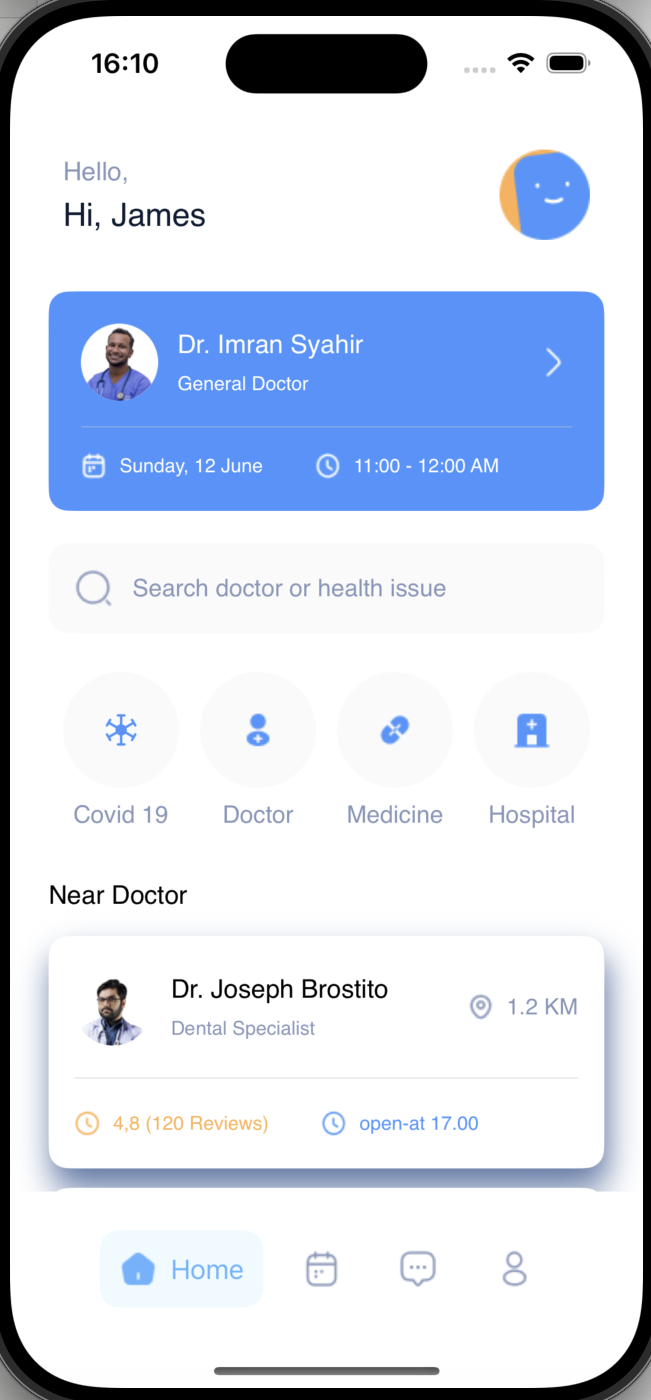 16:10
Hello,
Hi, James
Dr. Imran Syahir
General Doctor
Sunday, 12 June
11:00 - 12:00 AM
Search doctor or health issue
Covid 19
Doctor
Medicine
Hospital
Near Doctor
Dr. Joseph Brostito
Dental Specialist
1.2 KM
4,8 (120 Reviews)
open-at 17.00
Home